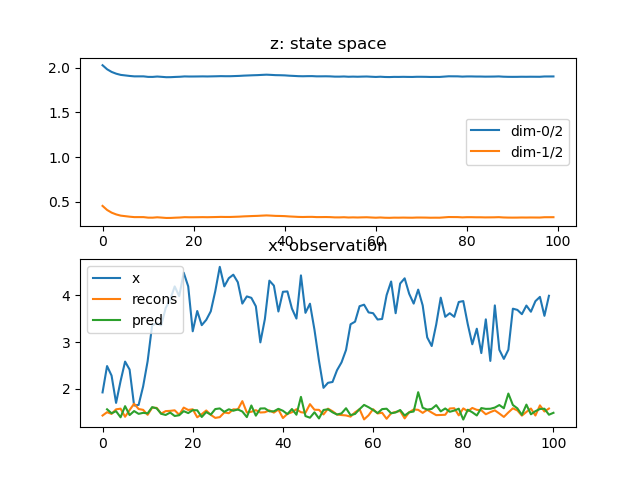 z: state space
2.0
1.5
1.0
0.5
dim-0/2
dim-1/2
0 20 40 60 80 100
x: observation
4
3
2
x
recons
pred
0 20 40 60 80 100